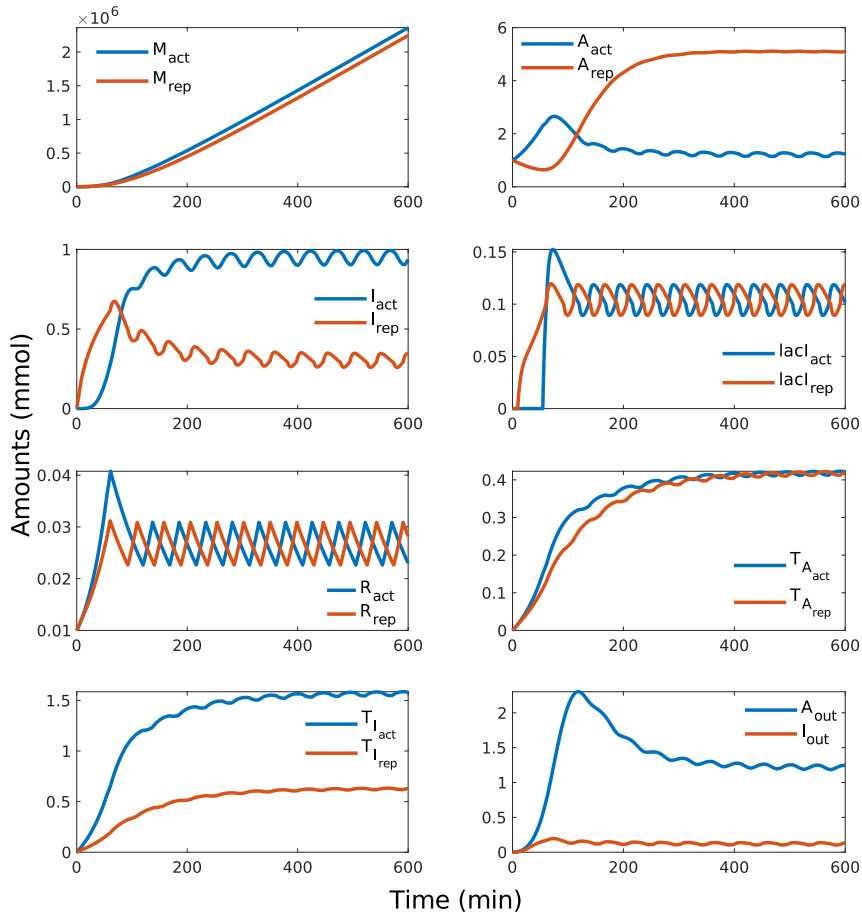 ×10⁶
2
1.5
1
0.5
0
0 200 400 600
M_act
M_rep
6
4
2
0
0 200 400 600
A_act
A_rep
1
0.5
0
0 200 400 600
I_act
I_rep
0.15
0.1
0.05
0
0 200 400 600
lacI_act
lacI_rep
0.04
0.03
0.02
0.01
0 200 400 600
R_act
R_rep
0.4
0.3
0.2
0.1
0
0 200 400 600
T_A_act
T_A_rep
1.5
1
0.5
0
0 200 400 600
T_I_act
T_I_rep
2
1.5
1
0.5
0
0 200 400 600
A_out
I_out
Amounts (mmol)
Time (min)